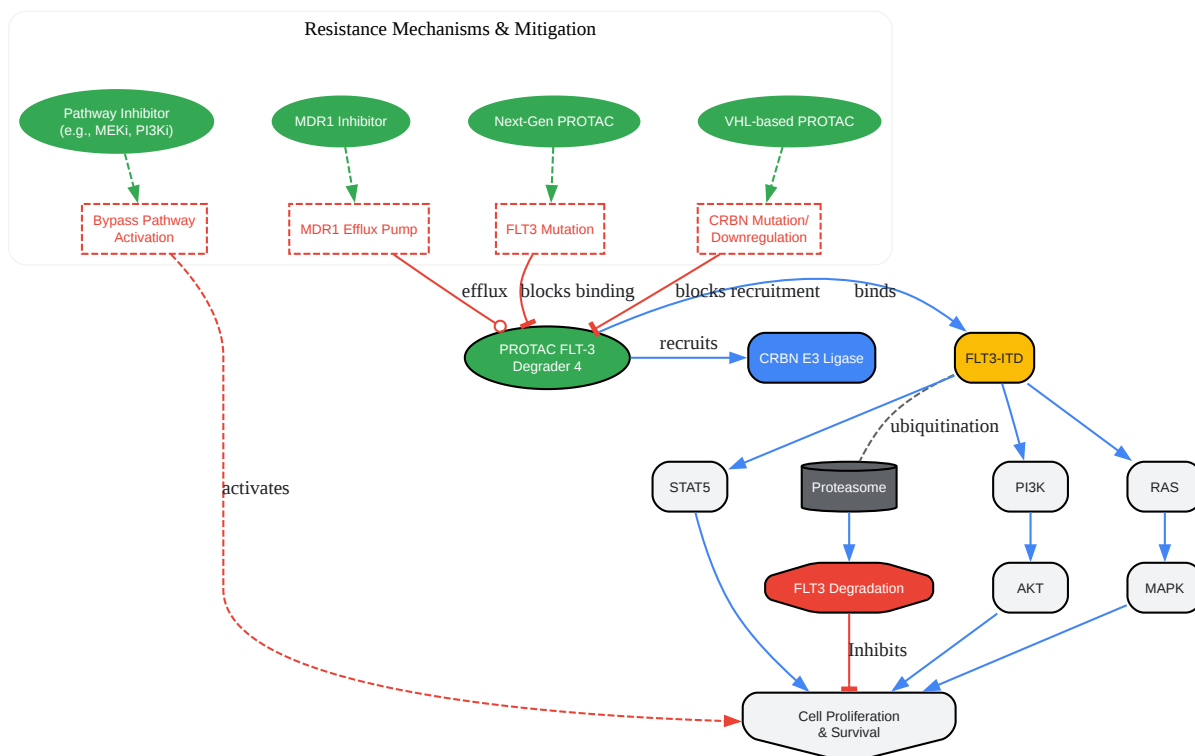 Resistance Mechanisms & Mitigation
Pathway Inhibitor
(e.g., MEKi, PI3Ki)
MDR1 Inhibitor
Next-Gen PROTAC
VHL-based PROTAC
Bypass Pathway
Activation
MDR1 Efflux Pump
FLT3 Mutation
CRBN Mutation/
Downregulation
efflux
blocks binding
blocks recruitment
binds
PROTAC FLT-3
Degrader 4
recruits
CRBN E3 Ligase
FLT3-ITD
ubiquitination
activates
STAT5
Proteasome
PI3K
RAS
FLT3 Degradation
AKT
MAPK
Inhibits
Cell Proliferation
& Survival